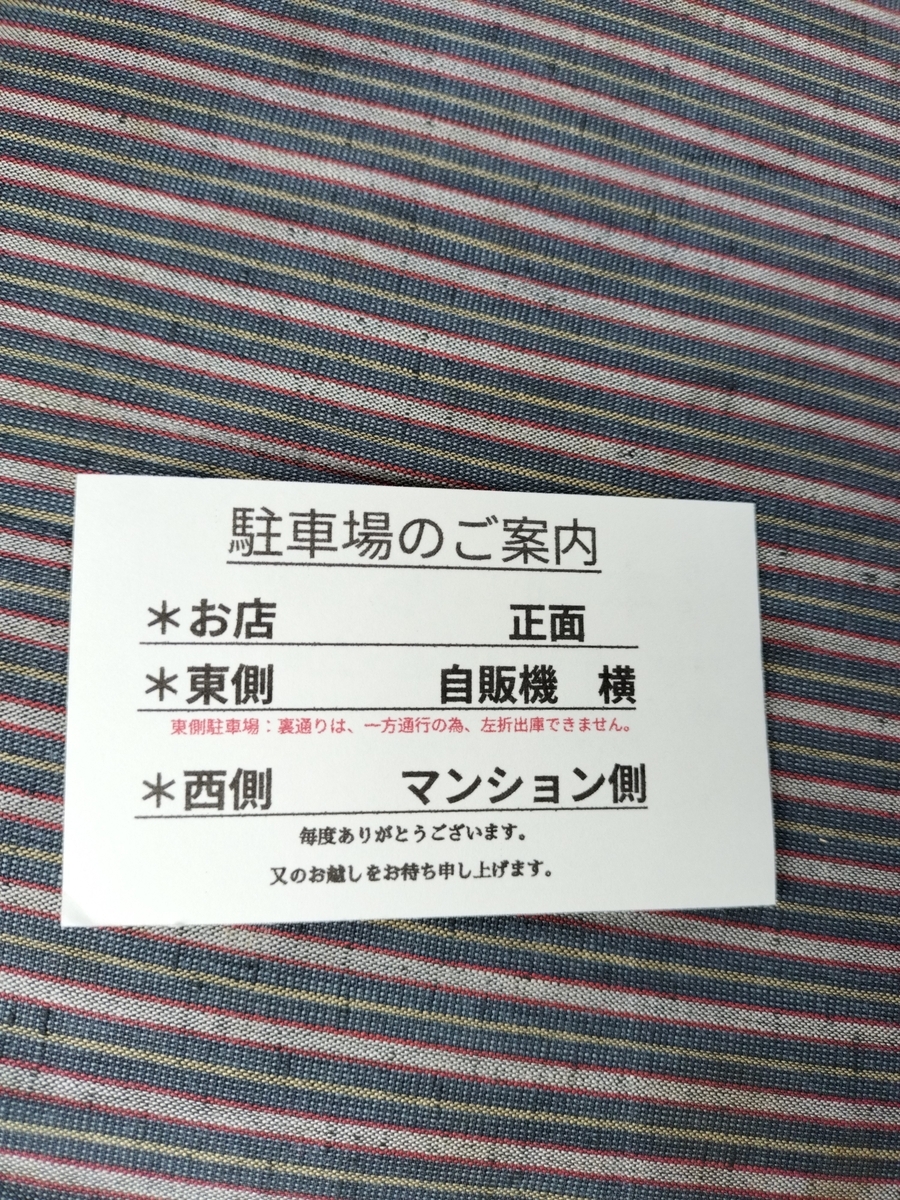 駐車場のご案内
＊お店　正面
＊東側　自販機　横
東側駐車場：裏通りは、一方通行の為、左折出庫できません。
＊西側　マンション側
毎度ありがとうございます。
又のお越しをお待ち申し上げます。